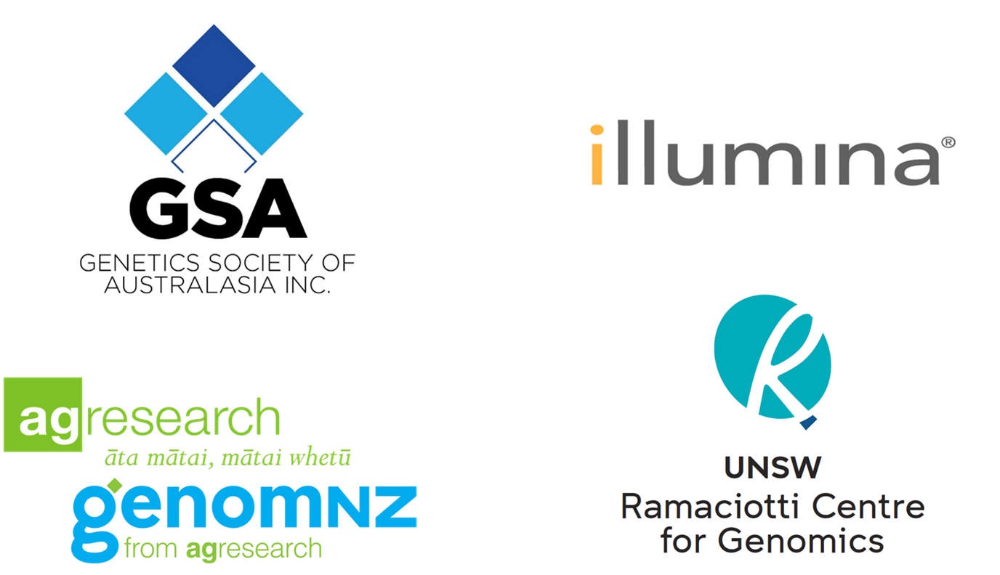 GSA
GENETICS SOCIETY OF
AUSTRALASIA INC.
illumina®
agresearch
āta mātai, mātai whetū
genomNZ
from agresearch
R
UNSW
Ramaciotti Centre
for Genomics